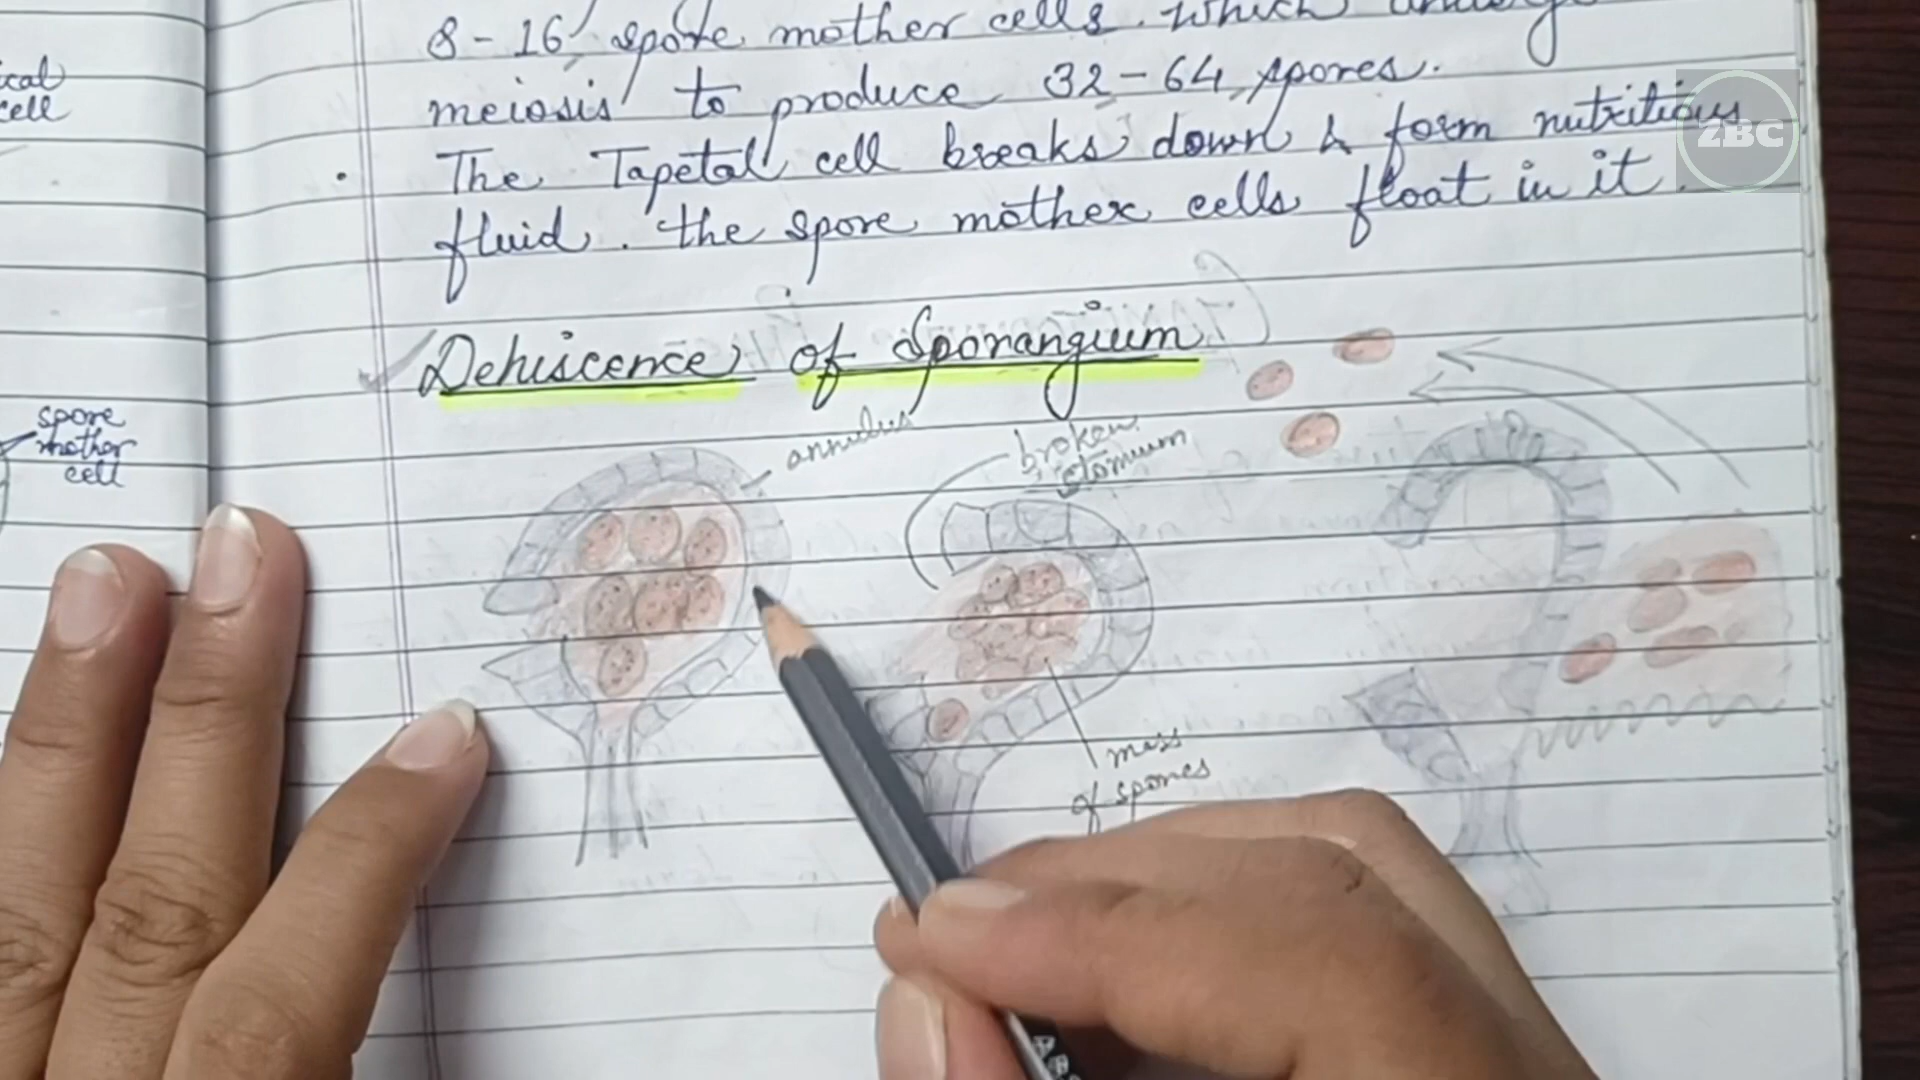 ical
cell
spore
mother
cell
8-16 spore mother cells. which
meiosis to produce 32-64 spores.
. The Tapetal cell breaks down & form nutritious
fluid. the spore mother cells float in it.
Dehiscence of Sporangium
annulus
broken
stomium
mass
of spores
ZBC